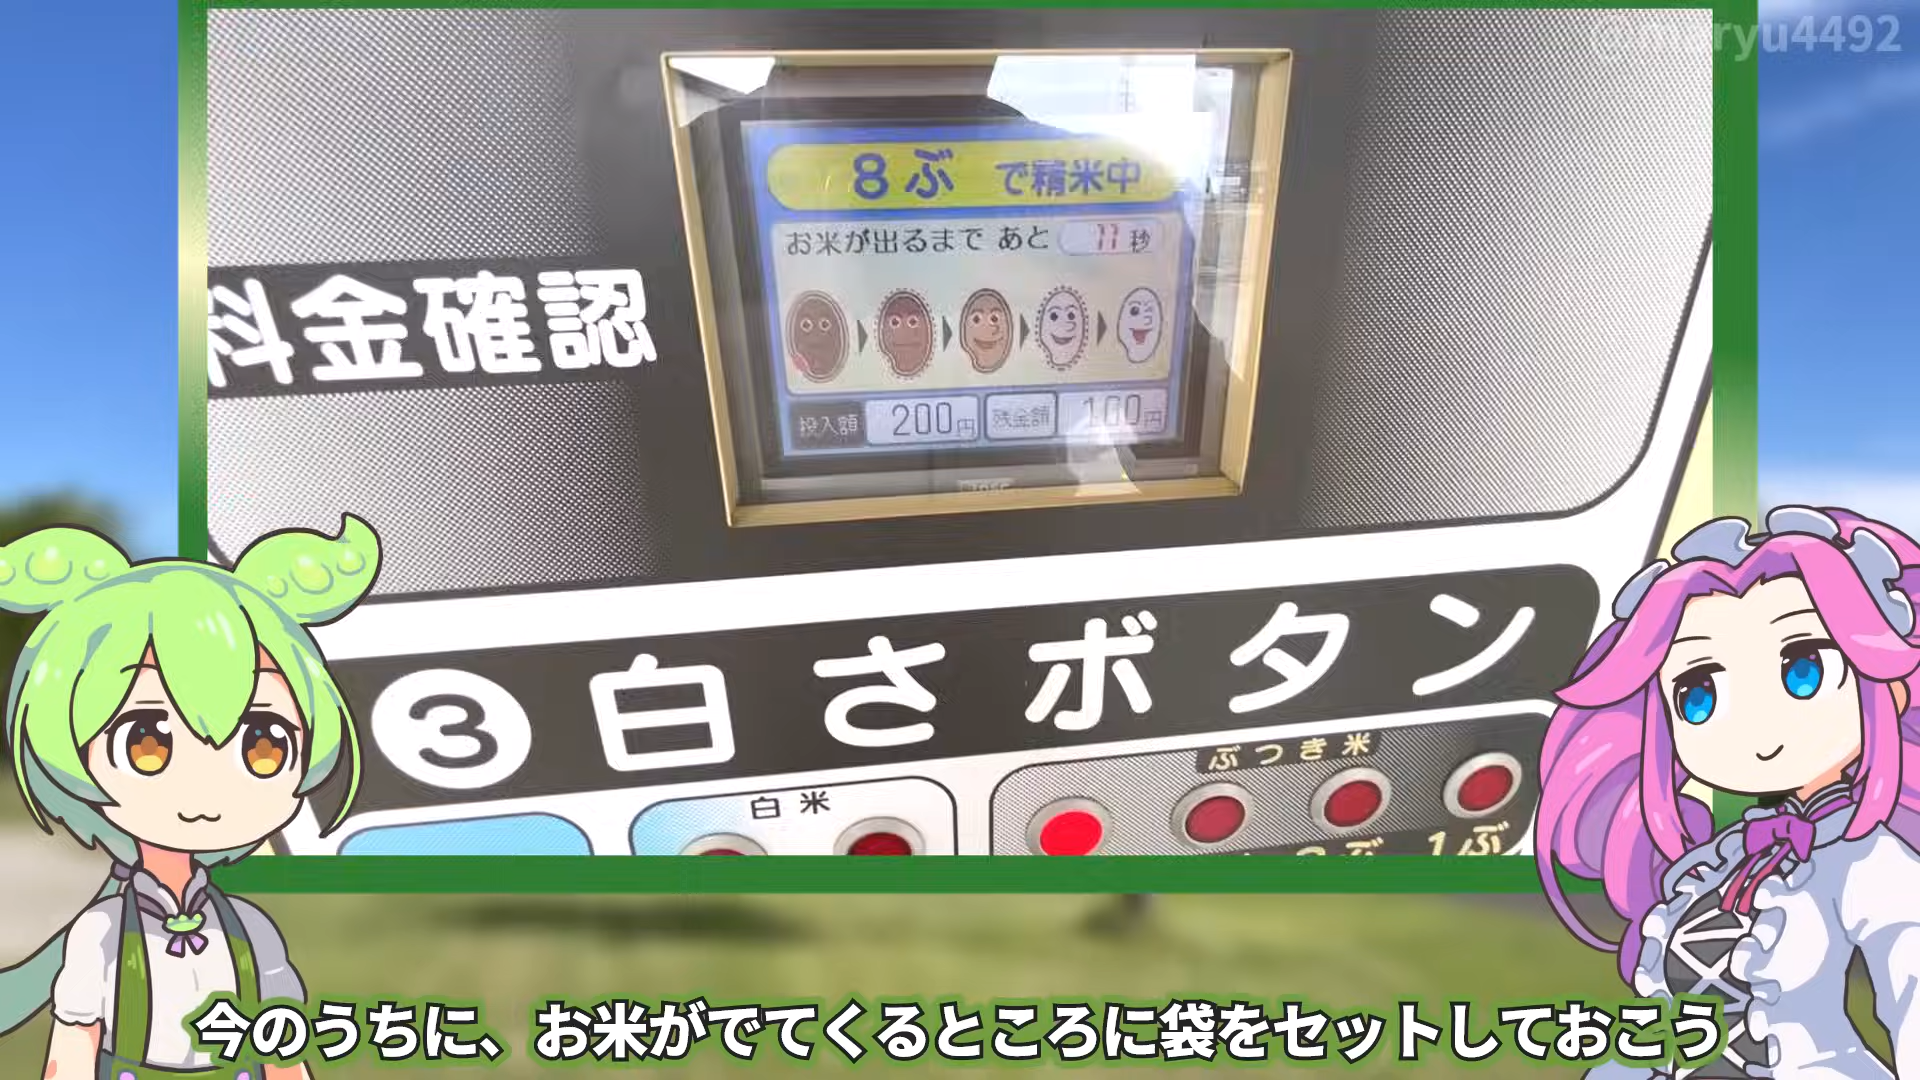 ryu4492
8ぶ で精米中
お米が出るまで あと 11秒
投入額 200円 残金額 100円
料金確認
③白さボタン
ぶつき米
白米
1ぶ
今のうちに、お米がでてくるところに袋をセットしておこう